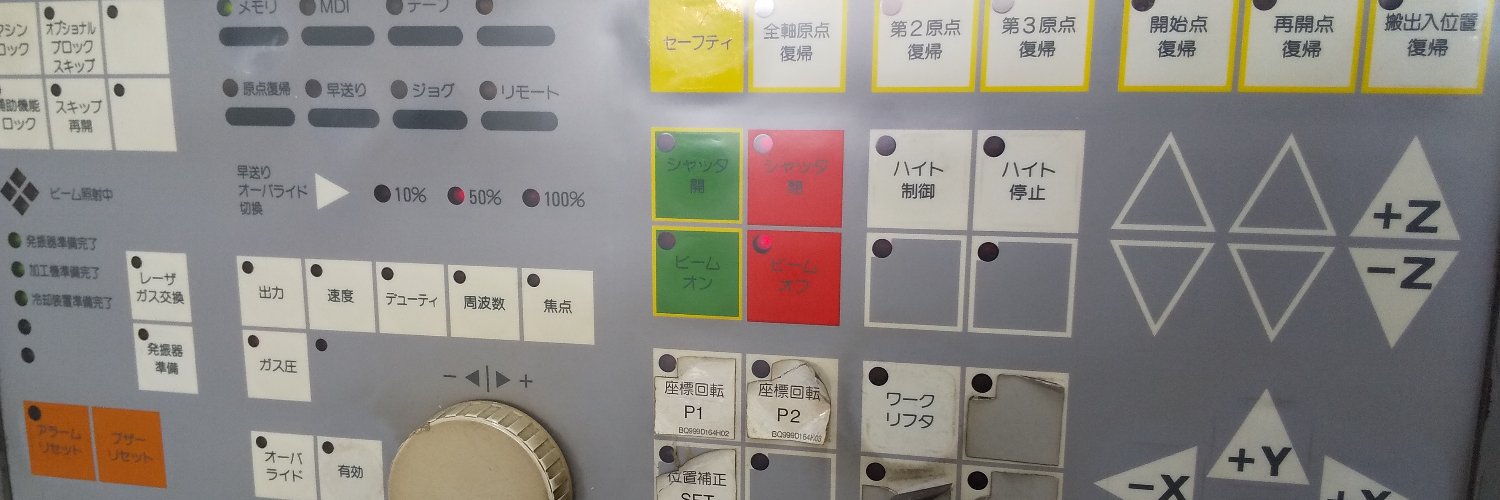 メモリ
MDI
テープ
オプショナル
ブロック
スキップ
スキップ
再開
原点復帰
早送り
ジョグ
リモート
早送り
オーバライド
切換
10%
50%
100%
ビーム照射中
発振器準備完了
加工機準備完了
冷却装置準備完了
レーザ
ガス交換
発振器
準備
出力
速度
デューティ
周波数
焦点
ガス圧
− +
アラーム
リセット
ブザー
リセット
オーバ
ライド
有効
セーフティ
全軸原点
復帰
第2原点
復帰
第3原点
復帰
開始点
復帰
再開点
復帰
搬出入位置
復帰
シャッタ
開
シャッタ
ビーム
オン
ビーム
オフ
ハイト
制御
ハイト
停止
+Z
−Z
座標回転
P1
BQ999D164H02
座標回転
P2
BQ999D164H03
ワーク
リフタ
位置補正
SET
+Y
−X
+X